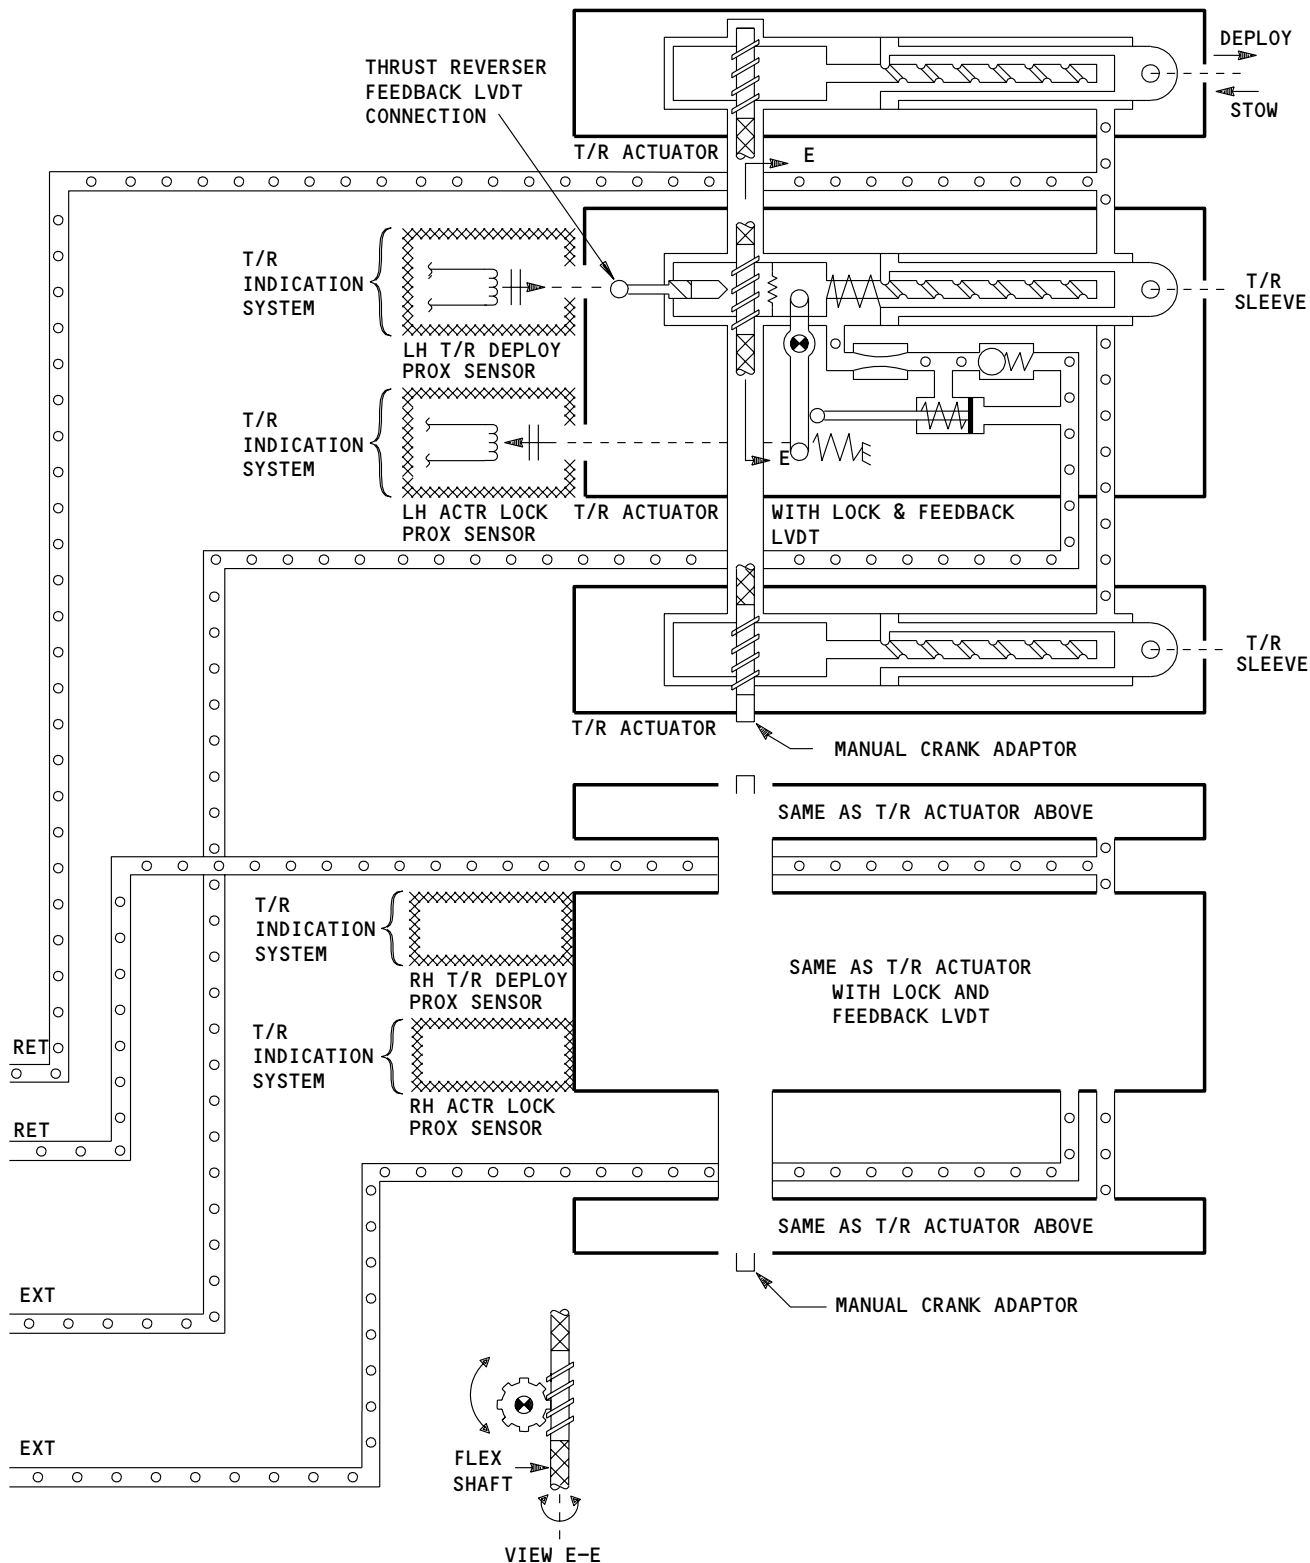 DEPLOY
STOW
THRUST REVERSER
FEEDBACK LVDT
CONNECTION
T/R ACTUATOR
E
T/R
INDICATION
SYSTEM
T/R
SLEEVE
LH T/R DEPLOY
PROX SENSOR
T/R
INDICATION
SYSTEM
E
LH ACTR LOCK
PROX SENSOR
T/R ACTUATOR
WITH LOCK & FEEDBACK
LVDT
T/R
SLEEVE
T/R ACTUATOR
MANUAL CRANK ADAPTOR
SAME AS T/R ACTUATOR ABOVE
T/R
INDICATION
SYSTEM
RH T/R DEPLOY
PROX SENSOR
SAME AS T/R ACTUATOR
WITH LOCK AND
FEEDBACK LVDT
T/R
INDICATION
SYSTEM
RH ACTR LOCK
PROX SENSOR
RET
RET
SAME AS T/R ACTUATOR ABOVE
MANUAL CRANK ADAPTOR
EXT
EXT
FLEX
SHAFT
VIEW E-E